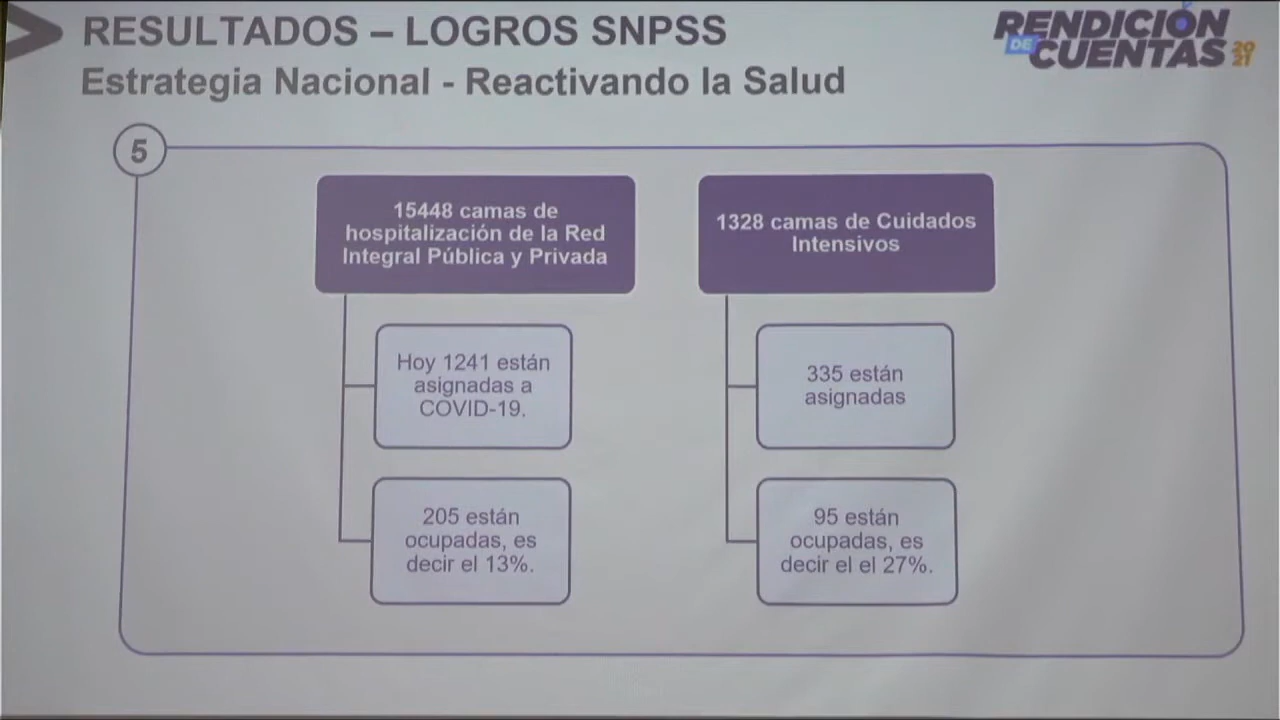 RESULTADOS – LOGROS SNPSS
Estrategia Nacional - Reactivando la Salud
RENDICIÓN
DE CUENTAS 20
21
5
15448 camas de
hospitalización de la Red
Integral Pública y Privada
Hoy 1241 están
asignadas a
COVID-19.
205 están
ocupadas, es
decir el 13%.
1328 camas de Cuidados
Intensivos
335 están
asignadas
95 están
ocupadas, es
decir el el 27%.